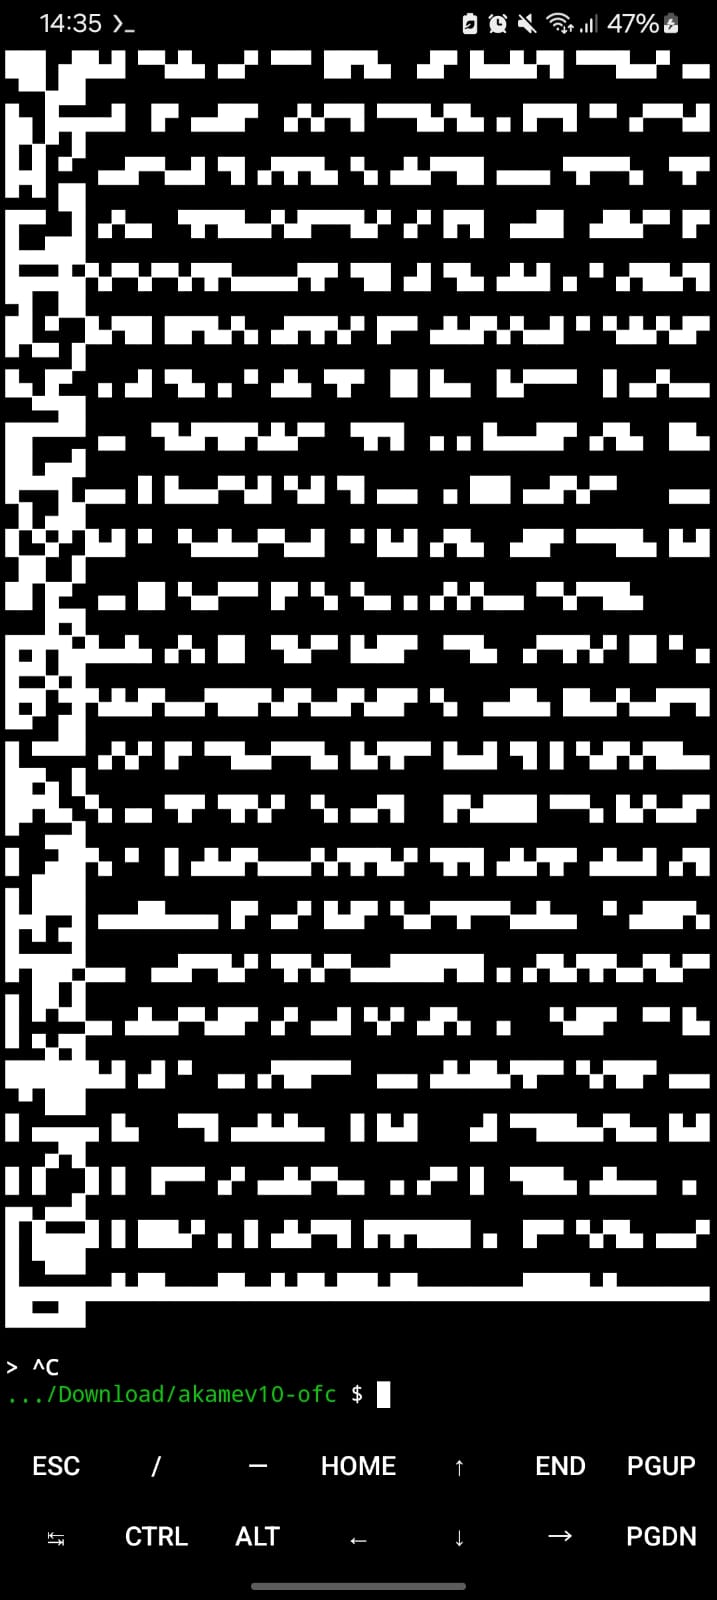 14:35 >_ 47%
> ^C
.../Download/akamev10-ofc $
ESC / — HOME ↑ END PGUP
⇆ CTRL ALT ← ↓ → PGDN